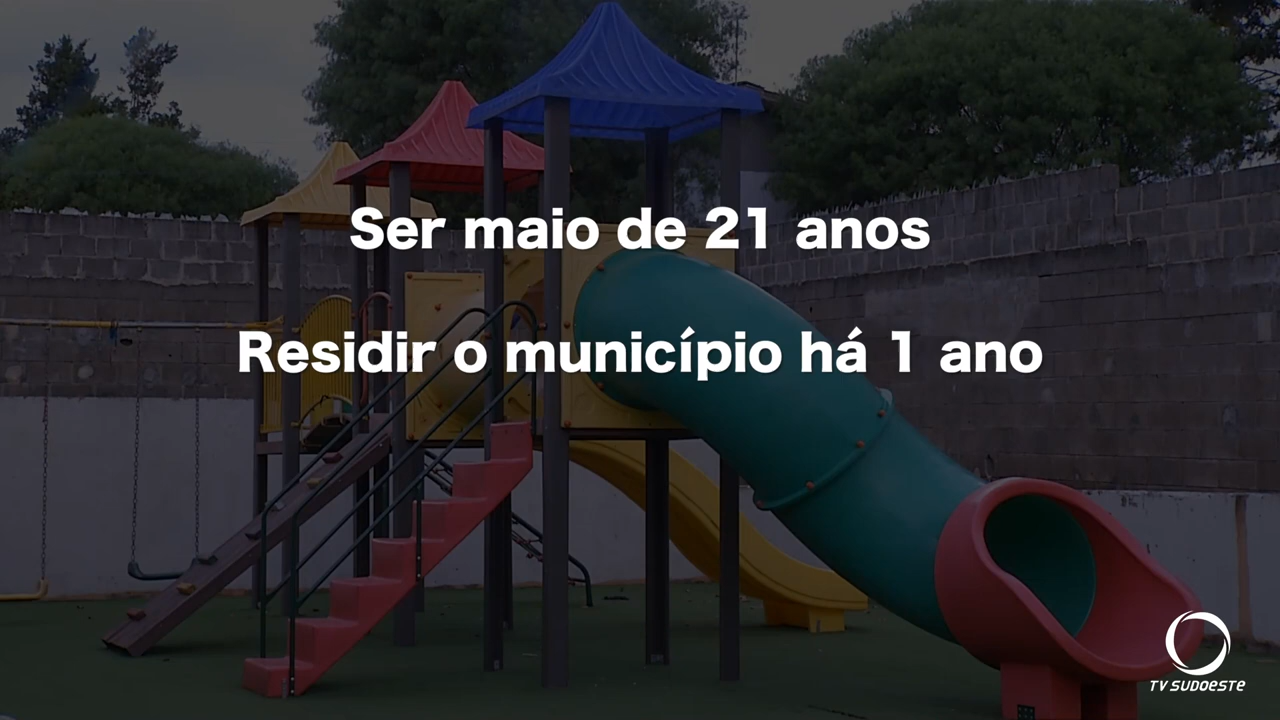 Ser maio de 21 anos
Residir o município há 1 ano
TV SUDOESTE